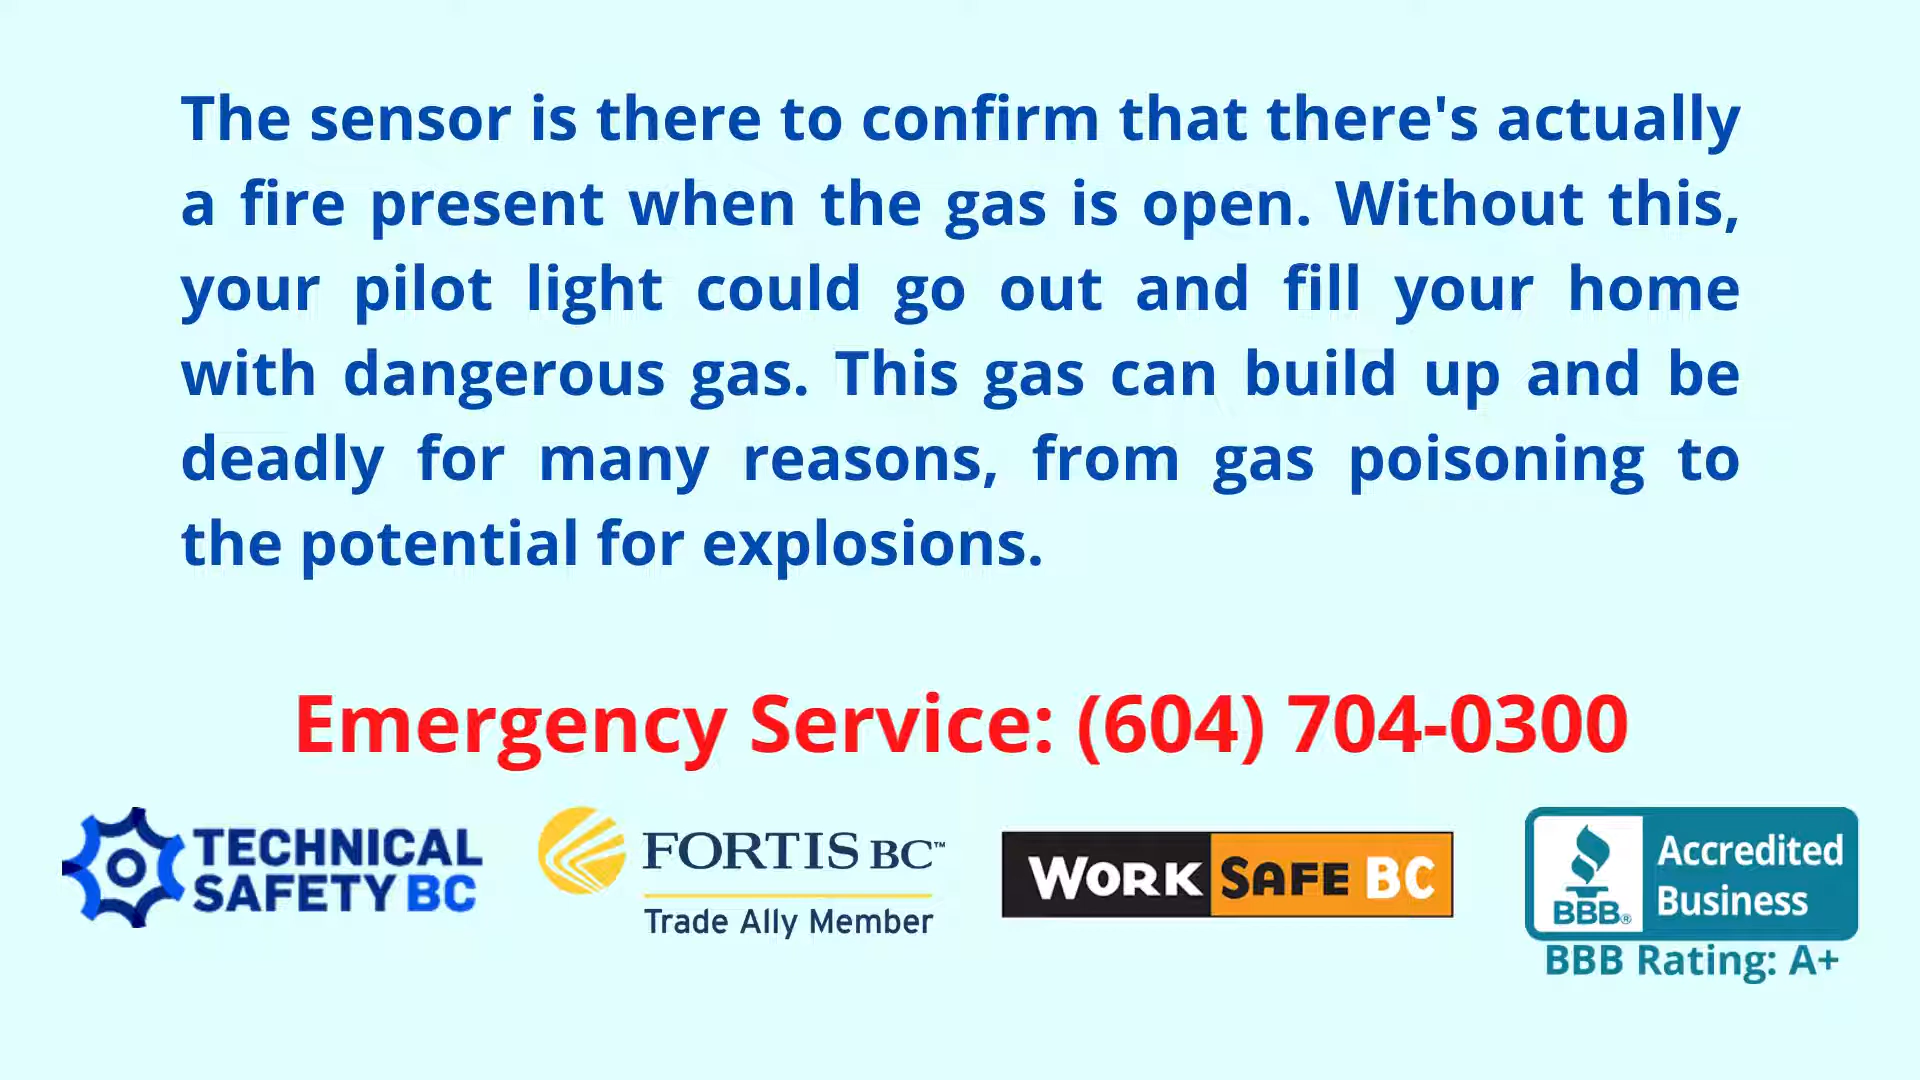 The sensor is there to confirm that there's actually
a fire present when the gas is open. Without this,
your pilot light could go out and fill your home
with dangerous gas. This gas can build up and be
deadly for many reasons, from gas poisoning to
the potential for explosions.
Emergency Service: (604) 704-0300
TECHNICAL
SAFETY BC
FORTIS BC™
Trade Ally Member
WORK SAFE BC
BBB®
Accredited
Business
BBB Rating: A+